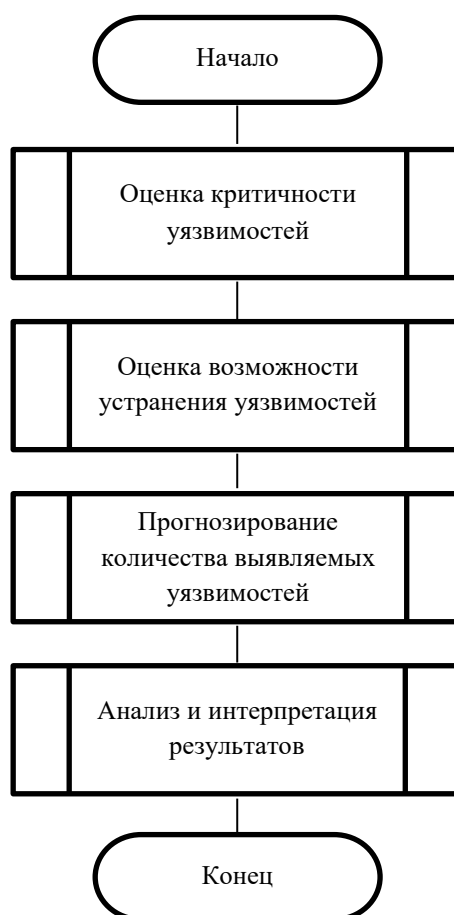 Начало
Оценка критичности
уязвимостей
Оценка возможности
устранения уязвимостей
Прогнозирование
количества выявляемых
уязвимостей
Анализ и интерпретация
результатов
Конец